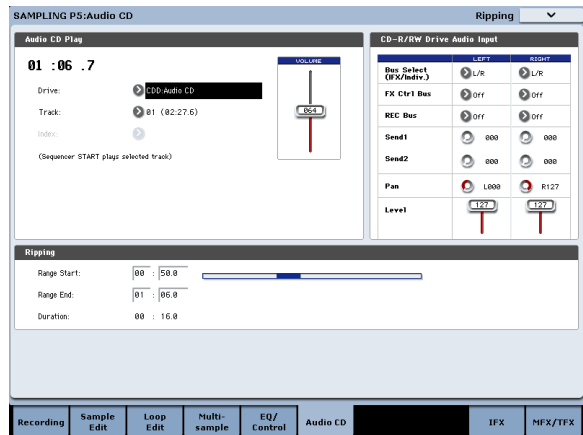 SAMPLING P5:Audio CD
Ripping
Audio CD Play
01 :06 .7
Drive:
CDD:Audio CD
Track:
01 (02:27.6)
Index:
(Sequencer START plays selected track)
VOLUME
064
CD-R/RW Drive Audio Input
LEFT RIGHT
Bus Select (IFX/Indiv.) L/R L/R
FX Ctrl Bus Off Off
REC Bus Off Off
Send1 000 000
Send2 000 000
Pan L000 R127
Level 127 127
Ripping
Range Start: 00 : 50.0
Range End: 01 : 06.0
Duration: 00 : 16.0
Recording
Sample Edit
Loop Edit
Multi-sample
EQ/Control
Audio CD
IFX
MFX/TFX